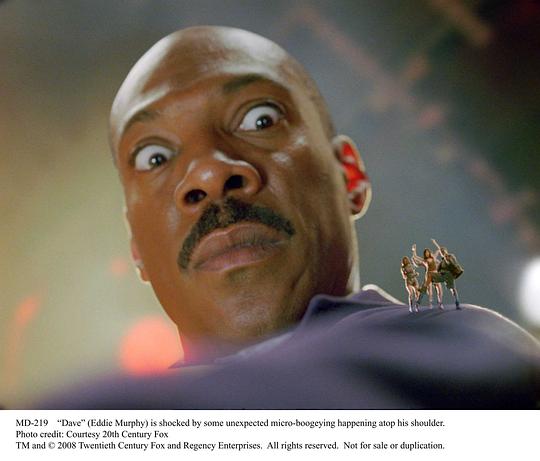 MD-219 “Dave” (Eddie Murphy) is shocked by some unexpected micro-boogeying happening atop his shoulder.
Photo credit: Courtesy 20th Century Fox
TM and © 2008 Twentieth Century Fox and Regency Enterprises. All rights reserved. Not for sale or duplication.